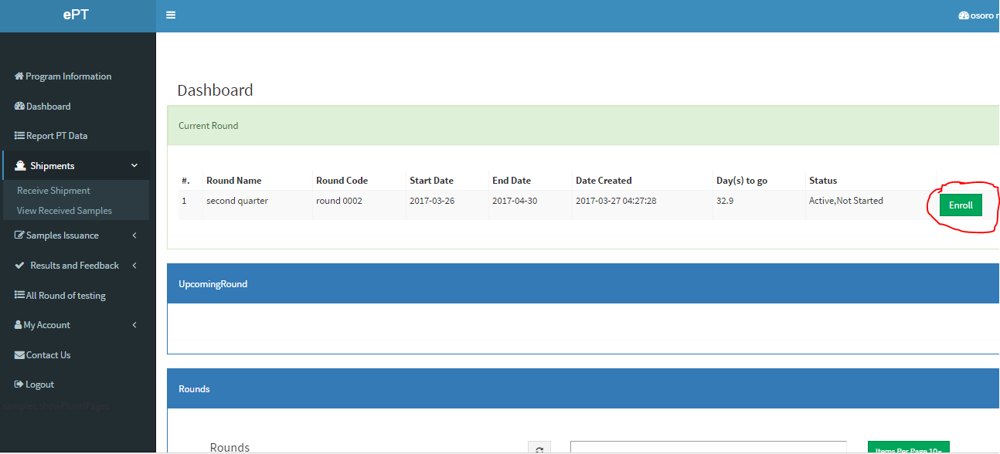 ePT
osoro
Program Information
Dashboard
Report PT Data
Shipments
Receive Shipment
View Received Samples
Samples Issuance
Results and Feedback
All Round of testing
My Account
Contact Us
Logout
Dashboard
Current Round
#. Round Name Round Code Start Date End Date Date Created Day(s) to go Status
1 second quarter round 0002 2017-03-26 2017-04-30 2017-03-27 04:27:28 32.9 Active,Not Started Enroll
UpcomingRound
Rounds
Rounds
Items Per Page 10